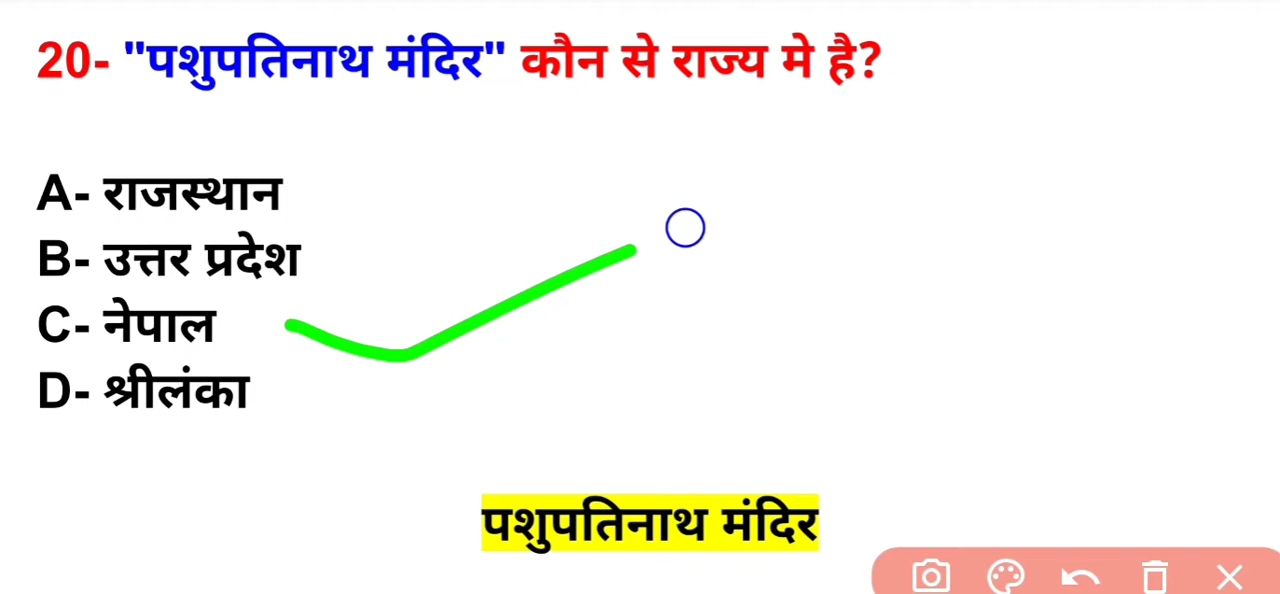 20- "पशुपतिनाथ मंदिर" कौन से राज्य मे है?
A- राजस्थान
B- उत्तर प्रदेश
C- नेपाल
D- श्रीलंका
पशुपतिनाथ मंदिर